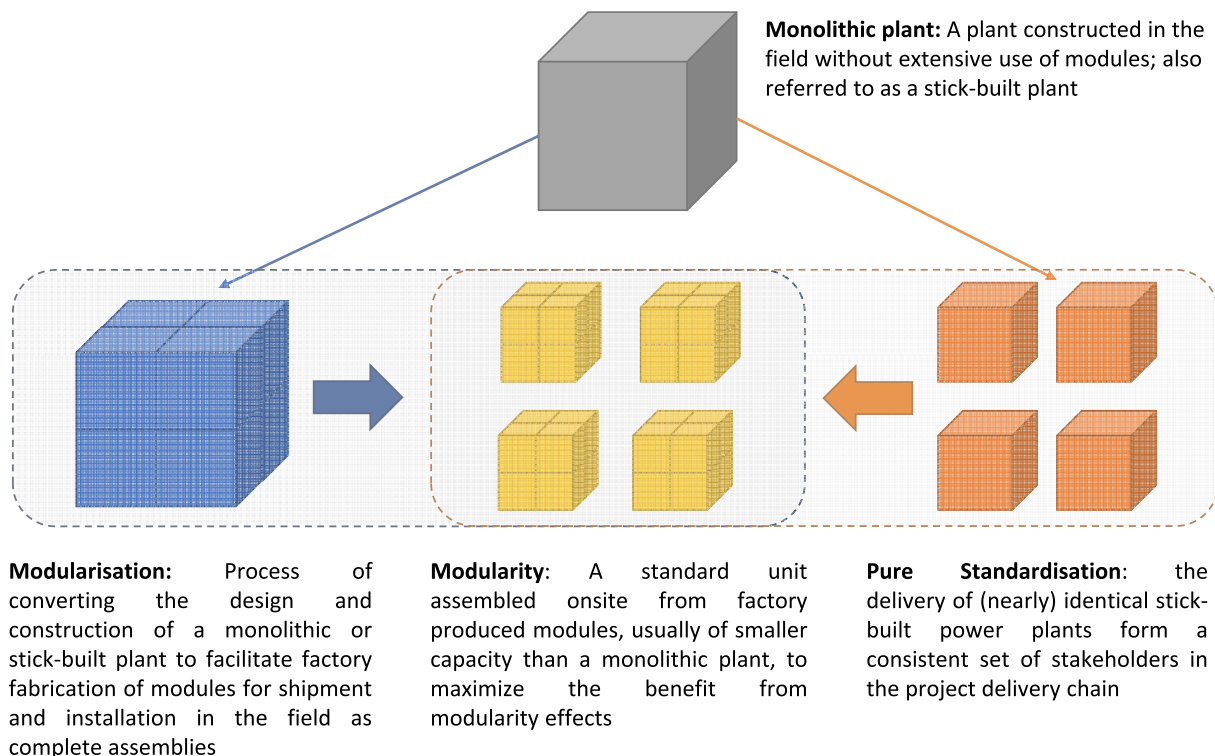 Monolithic plant: A plant constructed in the
field without extensive use of modules; also
referred to as a stick-built plant
Modularisation: Process of
converting the design and
construction of a monolithic or
stick-built plant to facilitate factory
fabrication of modules for shipment
and installation in the field as
complete assemblies
Modularity: A standard unit
assembled onsite from factory
produced modules, usually of smaller
capacity than a monolithic plant, to
maximize the benefit from
modularity effects
Pure Standardisation: the
delivery of (nearly) identical stick-
built power plants form a
consistent set of stakeholders in
the project delivery chain